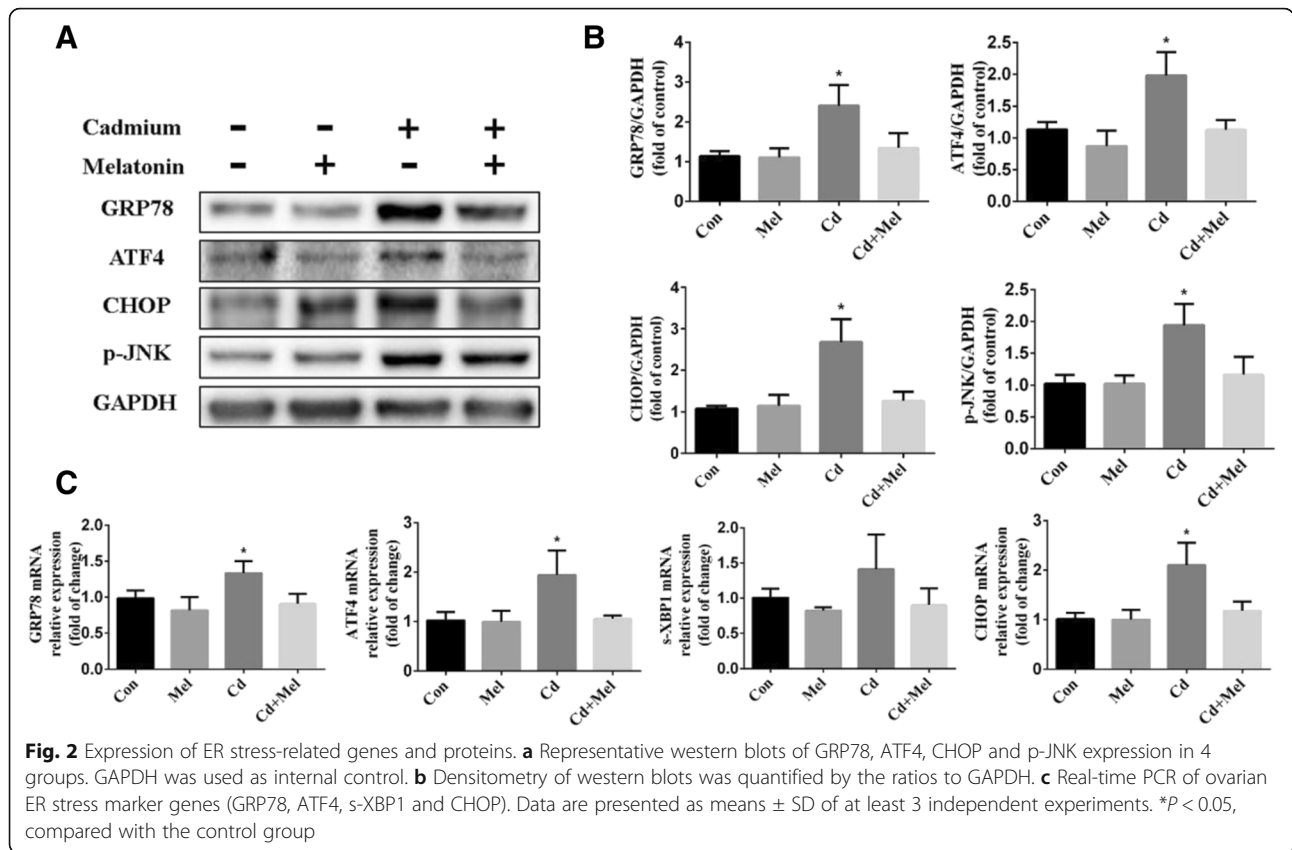 A
Cadmium - - + +
Melatonin - + - +
GRP78
ATF4
CHOP
p-JNK
GAPDH
B
GRP78/GAPDH
(fold of control)
4
3
2
1
0
*
Con Mel Cd Cd+Mel
ATF4/GAPDH
(fold of control)
2.5
2.0
1.5
1.0
0.5
0.0
*
Con Mel Cd Cd+Mel
CHOP/GAPDH
(fold of control)
4
3
2
1
0
*
Con Mel Cd Cd+Mel
p-JNK/GAPDH
(fold of control)
2.5
2.0
1.5
1.0
0.5
0.0
*
Con Mel Cd Cd+Mel
C
GRP78 mRNA
relative expression
(fold of change)
2.0
1.5
1.0
0.5
0.0
*
Con Mel Cd Cd+Mel
ATF4 mRNA
relative expression
(fold of change)
3
2
1
0
*
Con Mel Cd Cd+Mel
s-XBP1 mRNA
relative expression
(fold of change)
2.0
1.5
1.0
0.5
0.0
Con Mel Cd Cd+Mel
CHOP mRNA
relative expression
(fold of change)
3
2
1
0
*
Con Mel Cd Cd+Mel
Fig. 2 Expression of ER stress-related genes and proteins. a Representative western blots of GRP78, ATF4, CHOP and p-JNK expression in 4
groups. GAPDH was used as internal control. b Densitometry of western blots was quantified by the ratios to GAPDH. c Real-time PCR of ovarian
ER stress marker genes (GRP78, ATF4, s-XBP1 and CHOP). Data are presented as means ± SD of at least 3 independent experiments. *P < 0.05,
compared with the control group